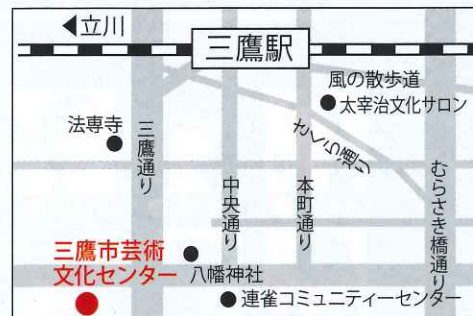 ◀立川
三鷹駅
風の散歩道
太宰治文化サロン
法専寺
三鷹通り
さくら通り
中央通り
本町通り
むらさき橋通り
三鷹市芸術
文化センター
八幡神社
連雀コミュニティーセンター